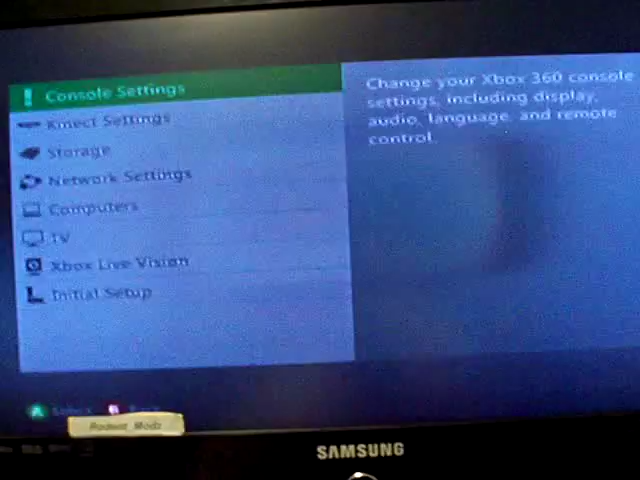 Console Settings
Kinect Settings
Storage
Network Settings
Computers
TV
Xbox Live Vision
Initial Setup
Change your Xbox 360 console
settings, including display,
audio, language, and remote
control.
A Select B
SAMSUNG